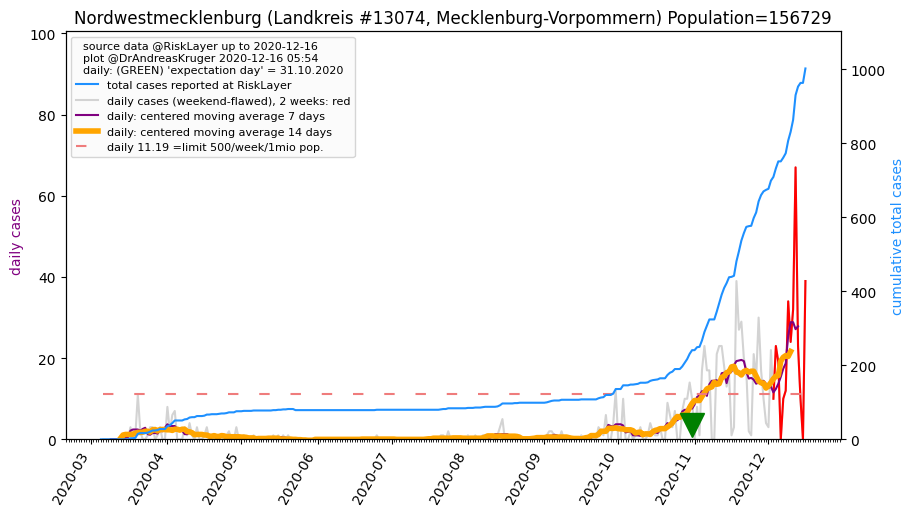 Nordwestmecklenburg (Landkreis #13074, Mecklenburg-Vorpommern) Population=156729
source data @RiskLayer up to 2020-12-16
plot @DrAndreasKruger 2020-12-16 05:54
daily: (GREEN) 'expectation day' = 31.10.2020
total cases reported at RiskLayer
daily cases (weekend-flawed), 2 weeks: red
daily: centered moving average 7 days
daily: centered moving average 14 days
daily 11.19 =limit 500/week/1mio pop.
daily cases
100
80
60
40
20
0
cumulative total cases
1000
800
600
400
200
0
2020-03
2020-04
2020-05
2020-06
2020-07
2020-08
2020-09
2020-10
2020-11
2020-12